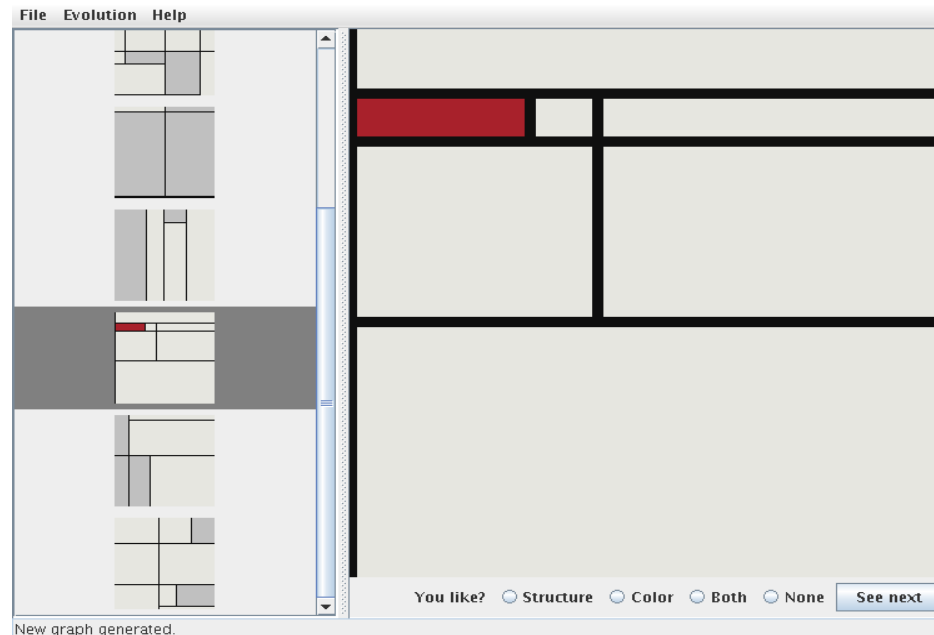 File Evolution Help
You like? Structure Color Both None See next
New graph generated.